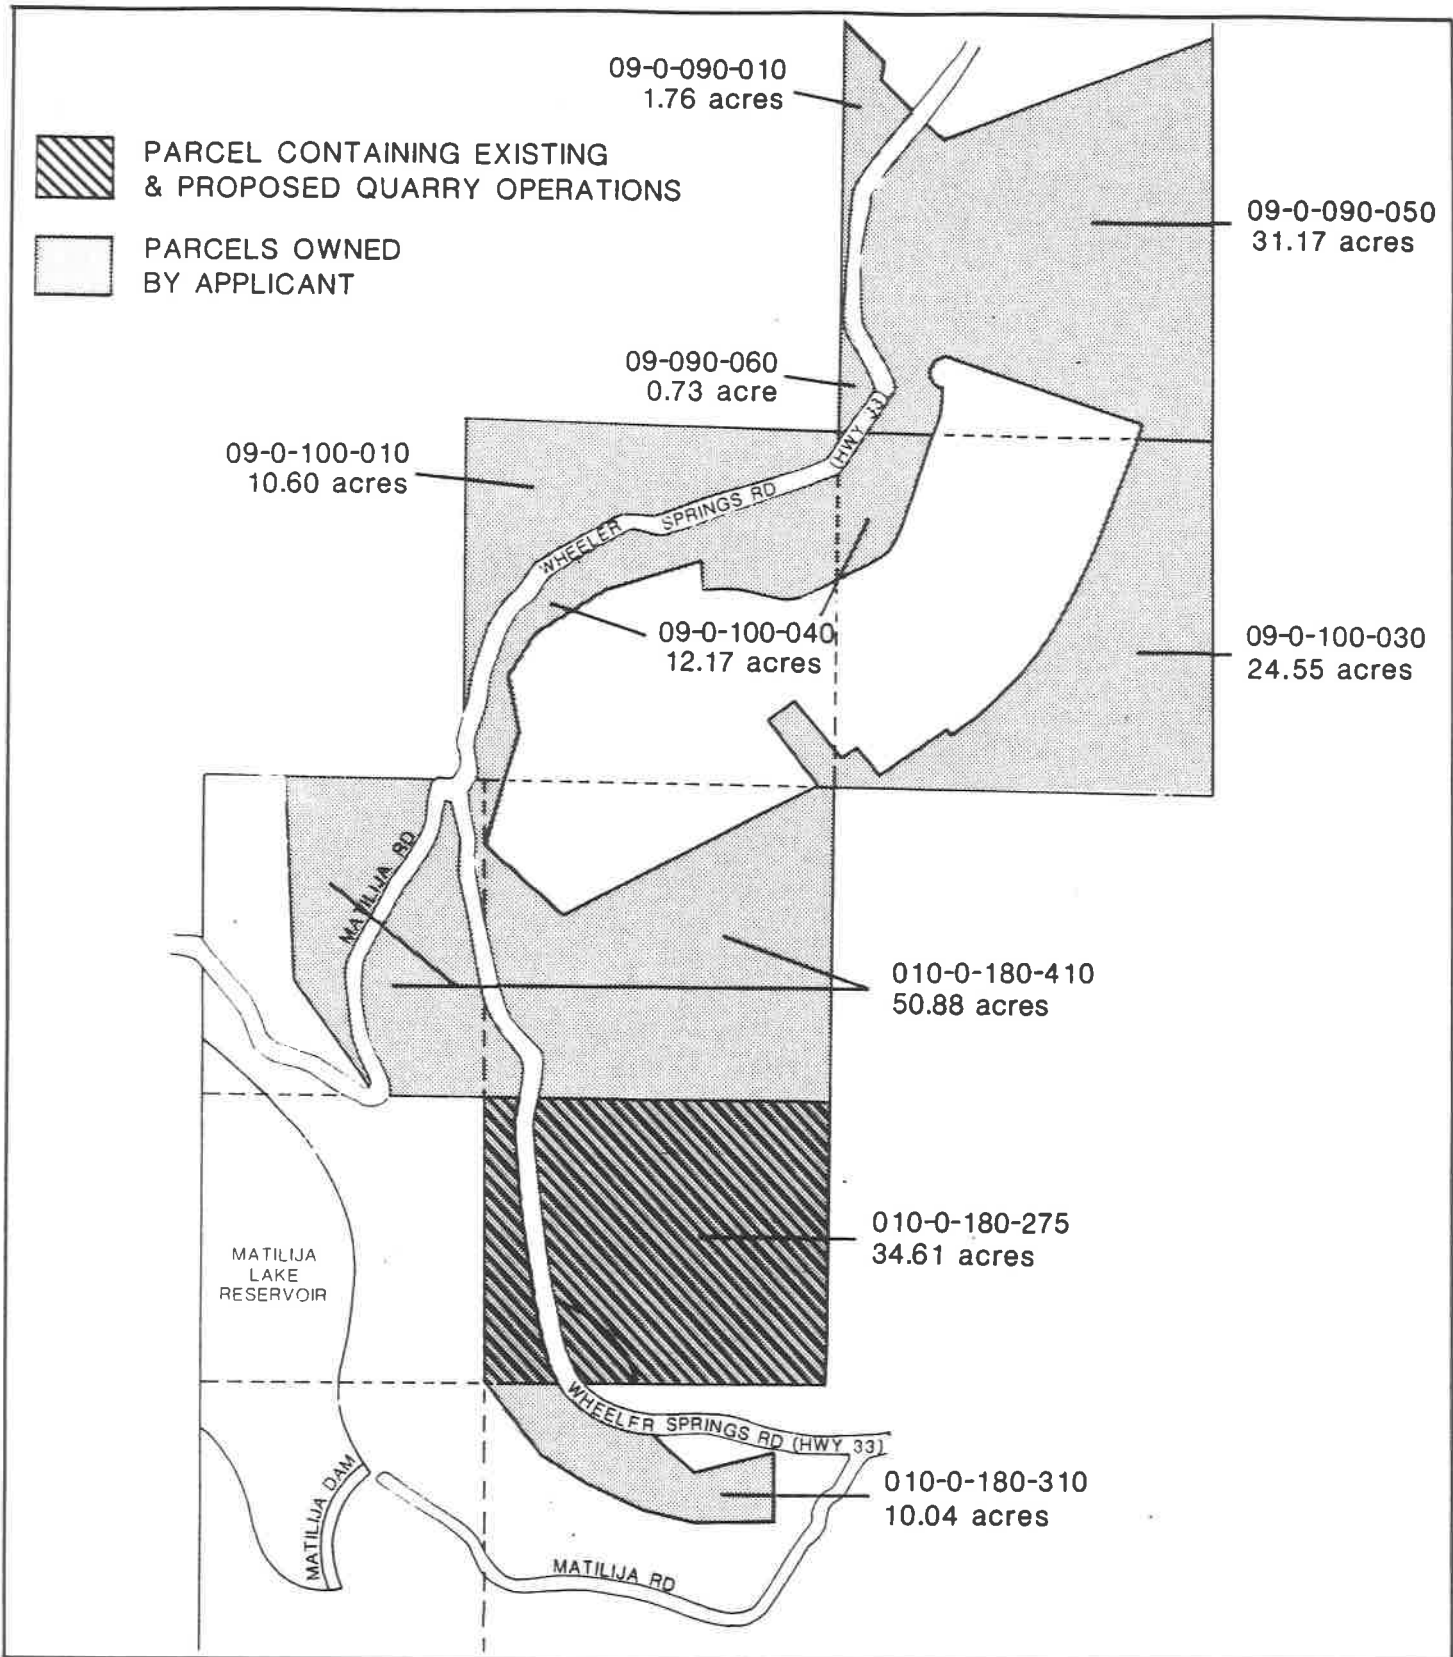 09-0-090-010
1.76 acres
PARCEL CONTAINING EXISTING
& PROPOSED QUARRY OPERATIONS
09-0-090-050
31.17 acres
PARCELS OWNED
BY APPLICANT
09-090-060
0.73 acre
(HWY 33)
09-0-100-010
10.60 acres
WHEELER SPRINGS RD
09-0-100-040
12.17 acres
09-0-100-030
24.55 acres
MATILIJA RD
010-0-180-410
50.88 acres
010-0-180-275
34.61 acres
MATILIJA
LAKE
RESERVOIR
WHEELER SPRINGS RD (HWY 33)
MATILIJA DAM
010-0-180-310
10.04 acres
MATILIJA RD